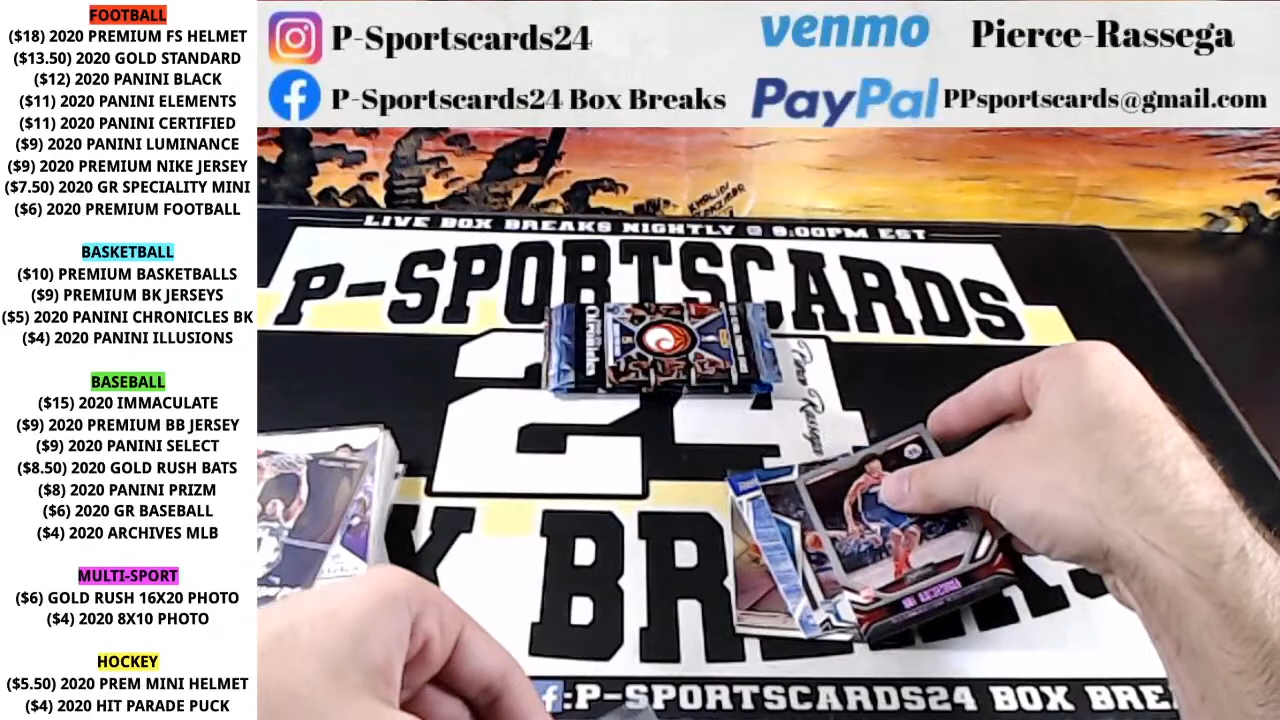 FOOTBALL
($18) 2020 PREMIUM FS HELMET
($13.50) 2020 GOLD STANDARD
($12) 2020 PANINI BLACK
($11) 2020 PANINI ELEMENTS
($11) 2020 PANINI CERTIFIED
($9) 2020 PANINI LUMINANCE
($9) 2020 PREMIUM NIKE JERSEY
($7.50) 2020 GR SPECIALITY MINI
($6) 2020 PREMIUM FOOTBALL
BASKETBALL
($10) PREMIUM BASKETBALLS
($9) PREMIUM BK JERSEYS
($5) 2020 PANINI CHRONICLES BK
($4) 2020 PANINI ILLUSIONS
BASEBALL
($15) 2020 IMMACULATE
($9) 2020 PREMIUM BB JERSEY
($9) 2020 PANINI SELECT
($8.50) 2020 GOLD RUSH BATS
($8) 2020 PANINI PRIZM
($6) 2020 GR BASEBALL
($4) 2020 ARCHIVES MLB
MULTI-SPORT
($6) GOLD RUSH 16X20 PHOTO
($4) 2020 8X10 PHOTO
HOCKEY
($5.50) 2020 PREM MINI HELMET
($4) 2020 HIT PARADE PUCK
P-Sportscards24
venmo Pierce-Rassega
P-Sportscards24 Box Breaks
PayPal PPsportscards@gmail.com
LIVE BOX BREAKS NIGHTLY @ 9:00PM EST
P-SPORTSCARDS
24
Chronicles
X BR
:P-SPORTSCARDS24 BOX BREA